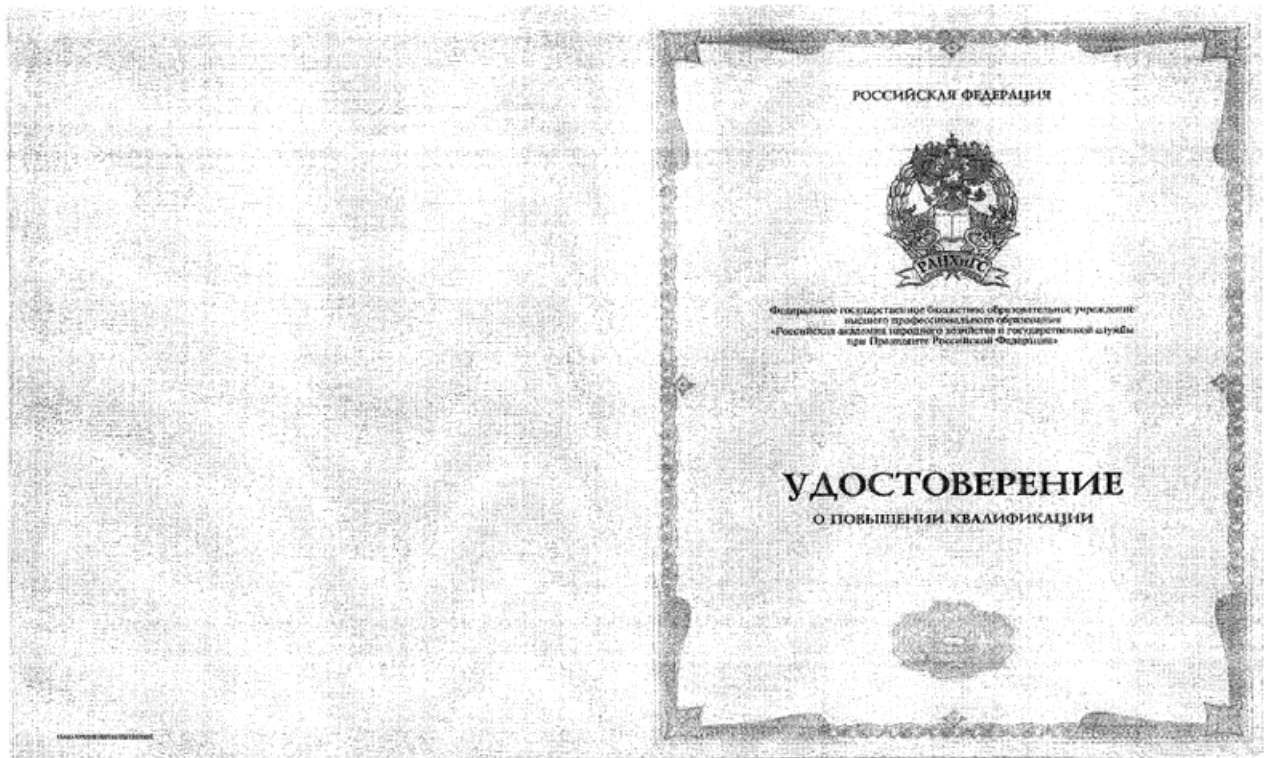 РОССИЙСКАЯ ФЕДЕРАЦИЯ
РАНХиГС
Федеральное государственное бюджетное образовательное учреждение
высшего профессионального образования
«Российская академия народного хозяйства и государственной службы
при Президенте Российской Федерации»
УДОСТОВЕРЕНИЕ
О ПОВЫШЕНИИ КВАЛИФИКАЦИИ